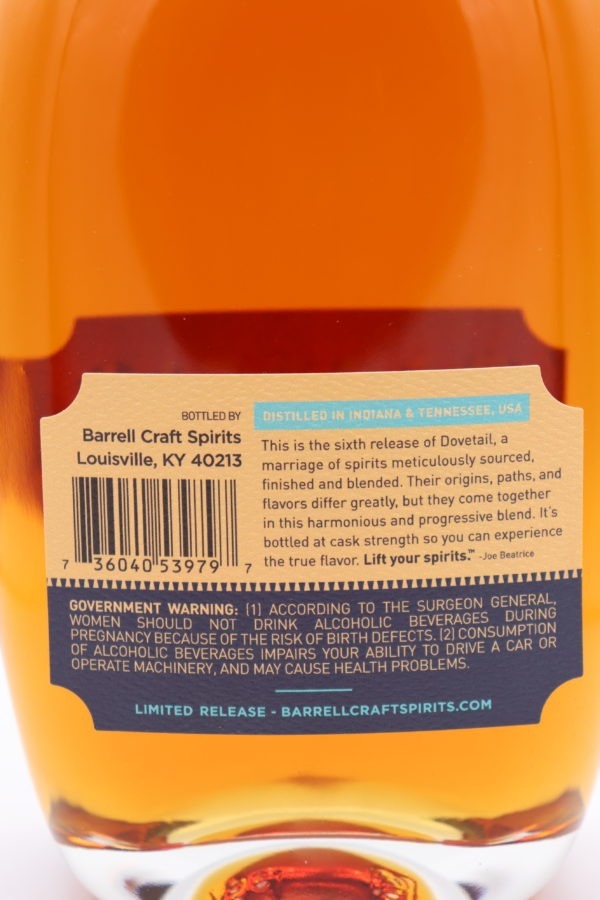 BOTTLED BY
Barrell Craft Spirits
Louisville, KY 40213
7 36040 53979 7
DISTILLED IN INDIANA & TENNESSEE, USA
This is the sixth release of Dovetail, a
marriage of spirits meticulously sourced,
finished and blended. Their origins, paths, and
flavors differ greatly, but they come together
in this harmonious and progressive blend. It's
bottled at cask strength so you can experience
the true flavor. Lift your spirits.™ -Joe Beatrice
GOVERNMENT WARNING: (1) ACCORDING TO THE SURGEON GENERAL,
WOMEN SHOULD NOT DRINK ALCOHOLIC BEVERAGES DURING
PREGNANCY BECAUSE OF THE RISK OF BIRTH DEFECTS. (2) CONSUMPTION
OF ALCOHOLIC BEVERAGES IMPAIRS YOUR ABILITY TO DRIVE A CAR OR
OPERATE MACHINERY, AND MAY CAUSE HEALTH PROBLEMS.
LIMITED RELEASE - BARRELLCRAFTSPIRITS.COM